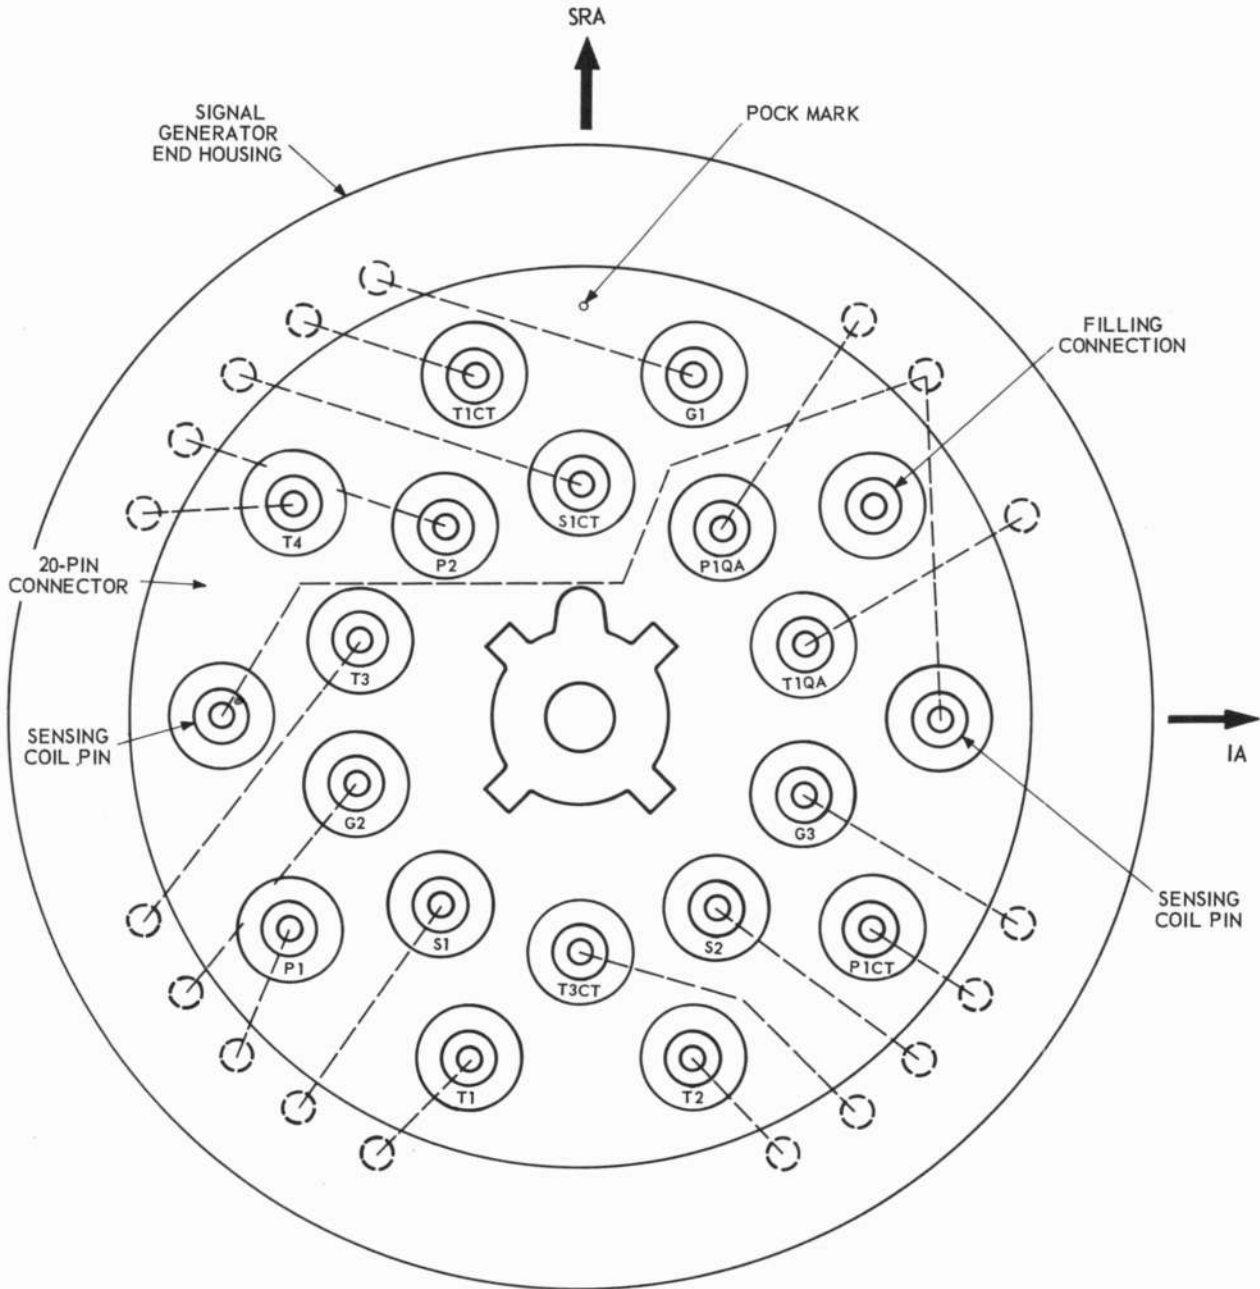 SRA
SIGNAL
GENERATOR
END HOUSING
POCK MARK
FILLING
CONNECTION
T1CT
G1
S1CT
T4
P2
P1QA
20-PIN
CONNECTOR
T3
T1QA
SENSING
COIL PIN
IA
G2
G3
SENSING
COIL PIN
S1
S2
P1
T3CT
P1CT
T1
T2